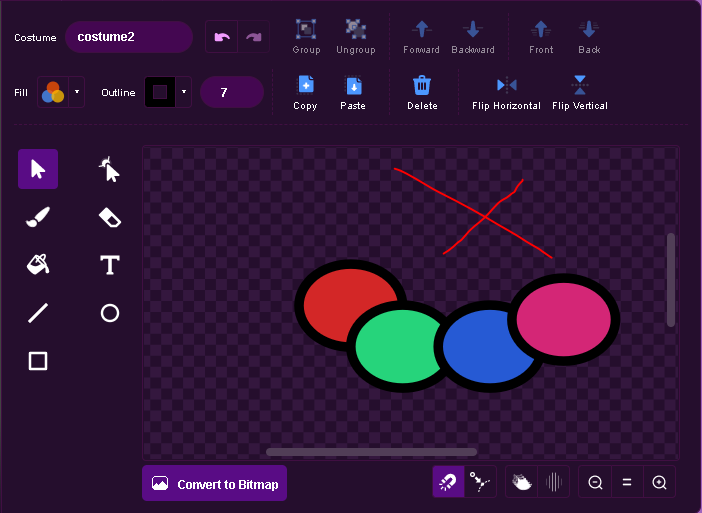 Costume costume2
Group Ungroup Forward Backward Front Back
Fill Outline 7
Copy Paste Delete Flip Horizontal Flip Vertical
T
Convert to Bitmap